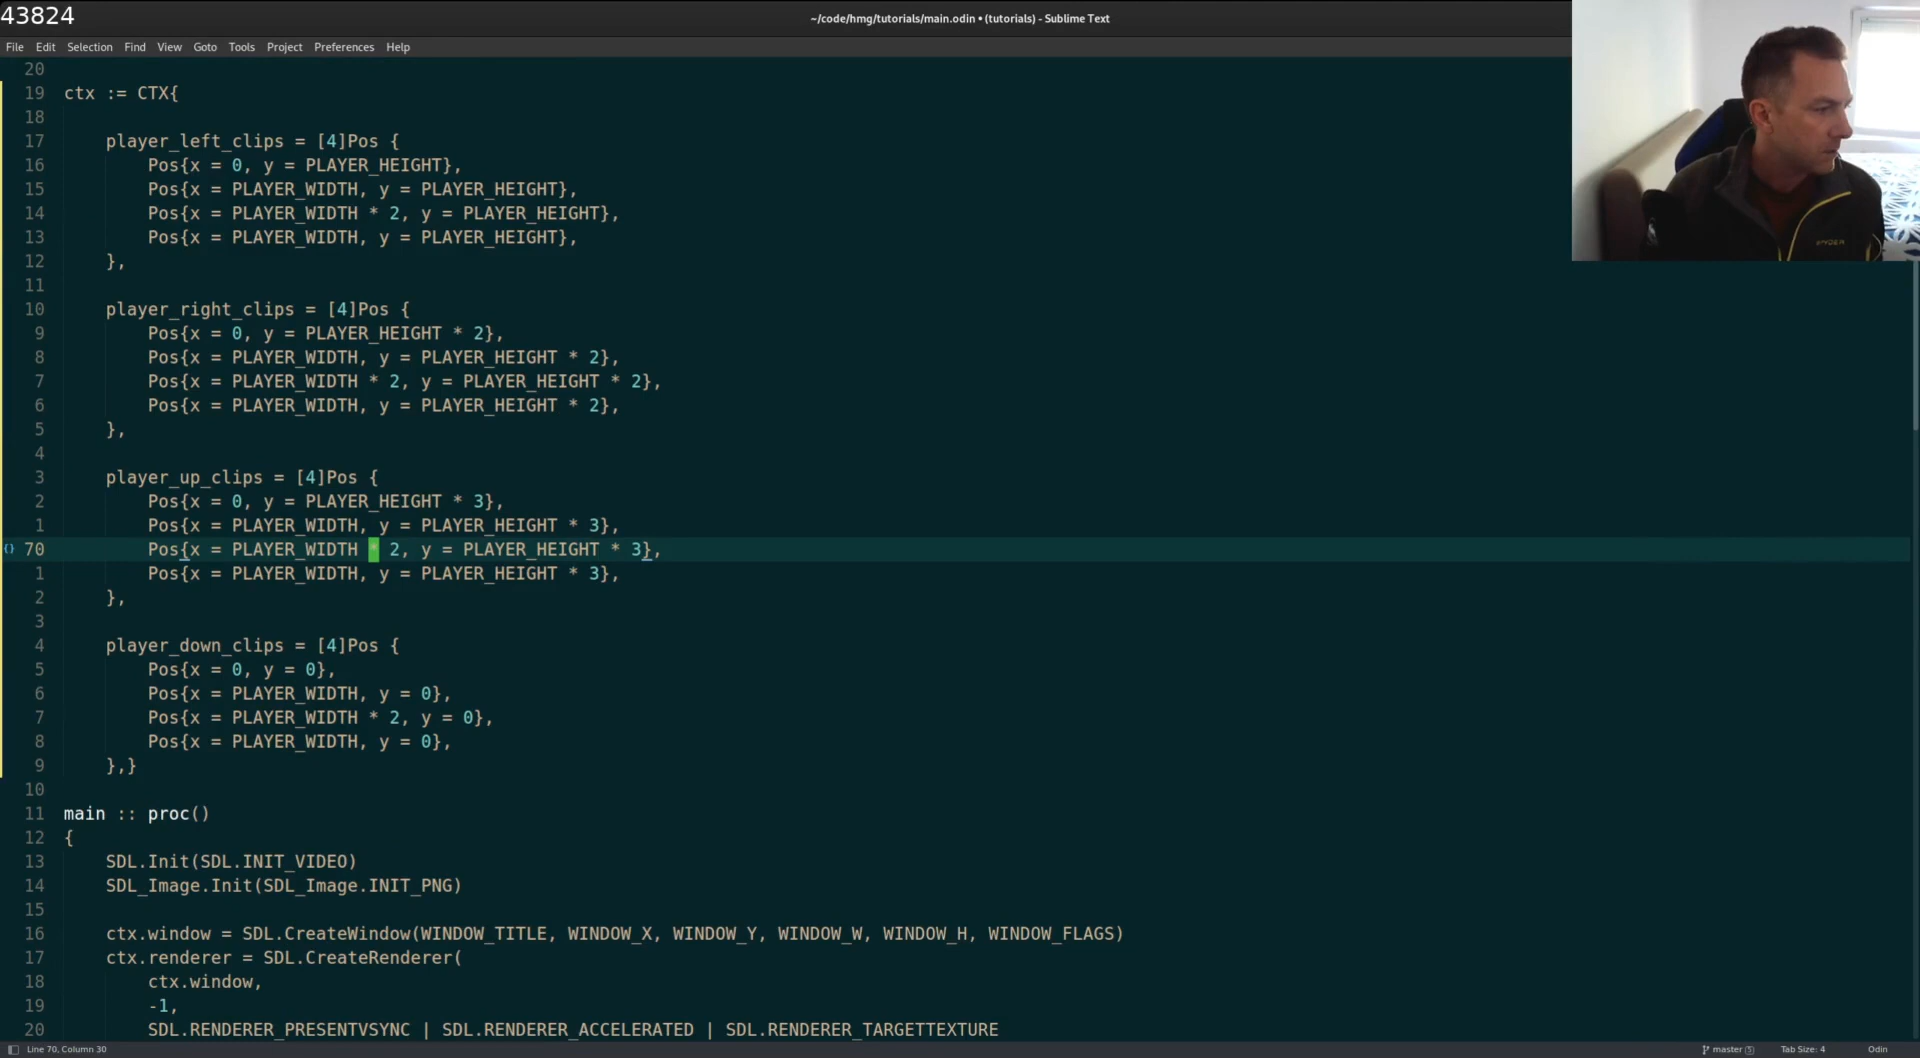 43824
~/code/hmg/tutorials/main.odin • (tutorials) - Sublime Text
File Edit Selection Find View Goto Tools Project Preferences Help
20
19 ctx := CTX{
18
17 player_left_clips = [4]Pos {
16 Pos{x = 0, y = PLAYER_HEIGHT},
15 Pos{x = PLAYER_WIDTH, y = PLAYER_HEIGHT},
14 Pos{x = PLAYER_WIDTH * 2, y = PLAYER_HEIGHT},
13 Pos{x = PLAYER_WIDTH, y = PLAYER_HEIGHT},
12 },
11
10 player_right_clips = [4]Pos {
9 Pos{x = 0, y = PLAYER_HEIGHT * 2},
8 Pos{x = PLAYER_WIDTH, y = PLAYER_HEIGHT * 2},
7 Pos{x = PLAYER_WIDTH * 2, y = PLAYER_HEIGHT * 2},
6 Pos{x = PLAYER_WIDTH, y = PLAYER_HEIGHT * 2},
5 },
4
3 player_up_clips = [4]Pos {
2 Pos{x = 0, y = PLAYER_HEIGHT * 3},
1 Pos{x = PLAYER_WIDTH, y = PLAYER_HEIGHT * 3},
{} 70 Pos{x = PLAYER_WIDTH * 2, y = PLAYER_HEIGHT * 3},
1 Pos{x = PLAYER_WIDTH, y = PLAYER_HEIGHT * 3},
2 },
3
4 player_down_clips = [4]Pos {
5 Pos{x = 0, y = 0},
6 Pos{x = PLAYER_WIDTH, y = 0},
7 Pos{x = PLAYER_WIDTH * 2, y = 0},
8 Pos{x = PLAYER_WIDTH, y = 0},
9 },}
10
11 main :: proc()
12 {
13 SDL.Init(SDL.INIT_VIDEO)
14 SDL_Image.Init(SDL_Image.INIT_PNG)
15
16 ctx.window = SDL.CreateWindow(WINDOW_TITLE, WINDOW_X, WINDOW_Y, WINDOW_W, WINDOW_H, WINDOW_FLAGS)
17 ctx.renderer = SDL.CreateRenderer(
18 ctx.window,
19 -1,
20 SDL.RENDERER_PRESENTVSYNC | SDL.RENDERER_ACCELERATED | SDL.RENDERER_TARGETTEXTURE
Line 70, Column 30
master (5) Tab Size: 4 Odin
SPYDER